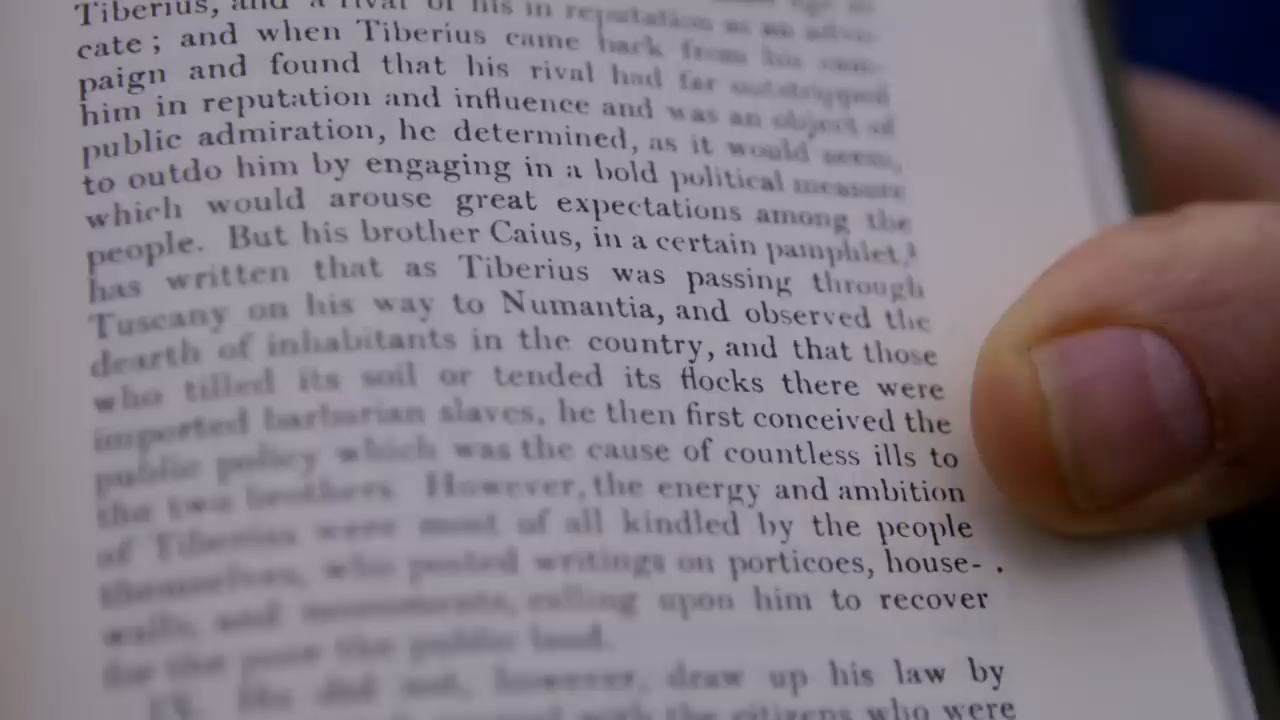 Tiberius, and a rival of his in reputation as an advo-
cate ; and when Tiberius came back from his cam-
paign and found that his rival had far outstripped
him in reputation and influence and was an object of
public admiration, he determined, as it would seem,
to outdo him by engaging in a bold political measure
which would arouse great expectations among the
people. But his brother Caius, in a certain pamphlet,
has written that as Tiberius was passing through
Tuscany on his way to Numantia, and observed the
dearth of inhabitants in the country, and that those
who tilled its soil or tended its flocks there were
imported barbarian slaves, he then first conceived the
public policy which was the cause of countless ills to
the two brothers. However, the energy and ambition
of Tiberius were most of all kindled by the people
themselves, who posted writings on porticoes, house-
walls, and monuments, calling upon him to recover
for the poor the public land.
IX. He did not, however, draw up his law by
with the citizens who were